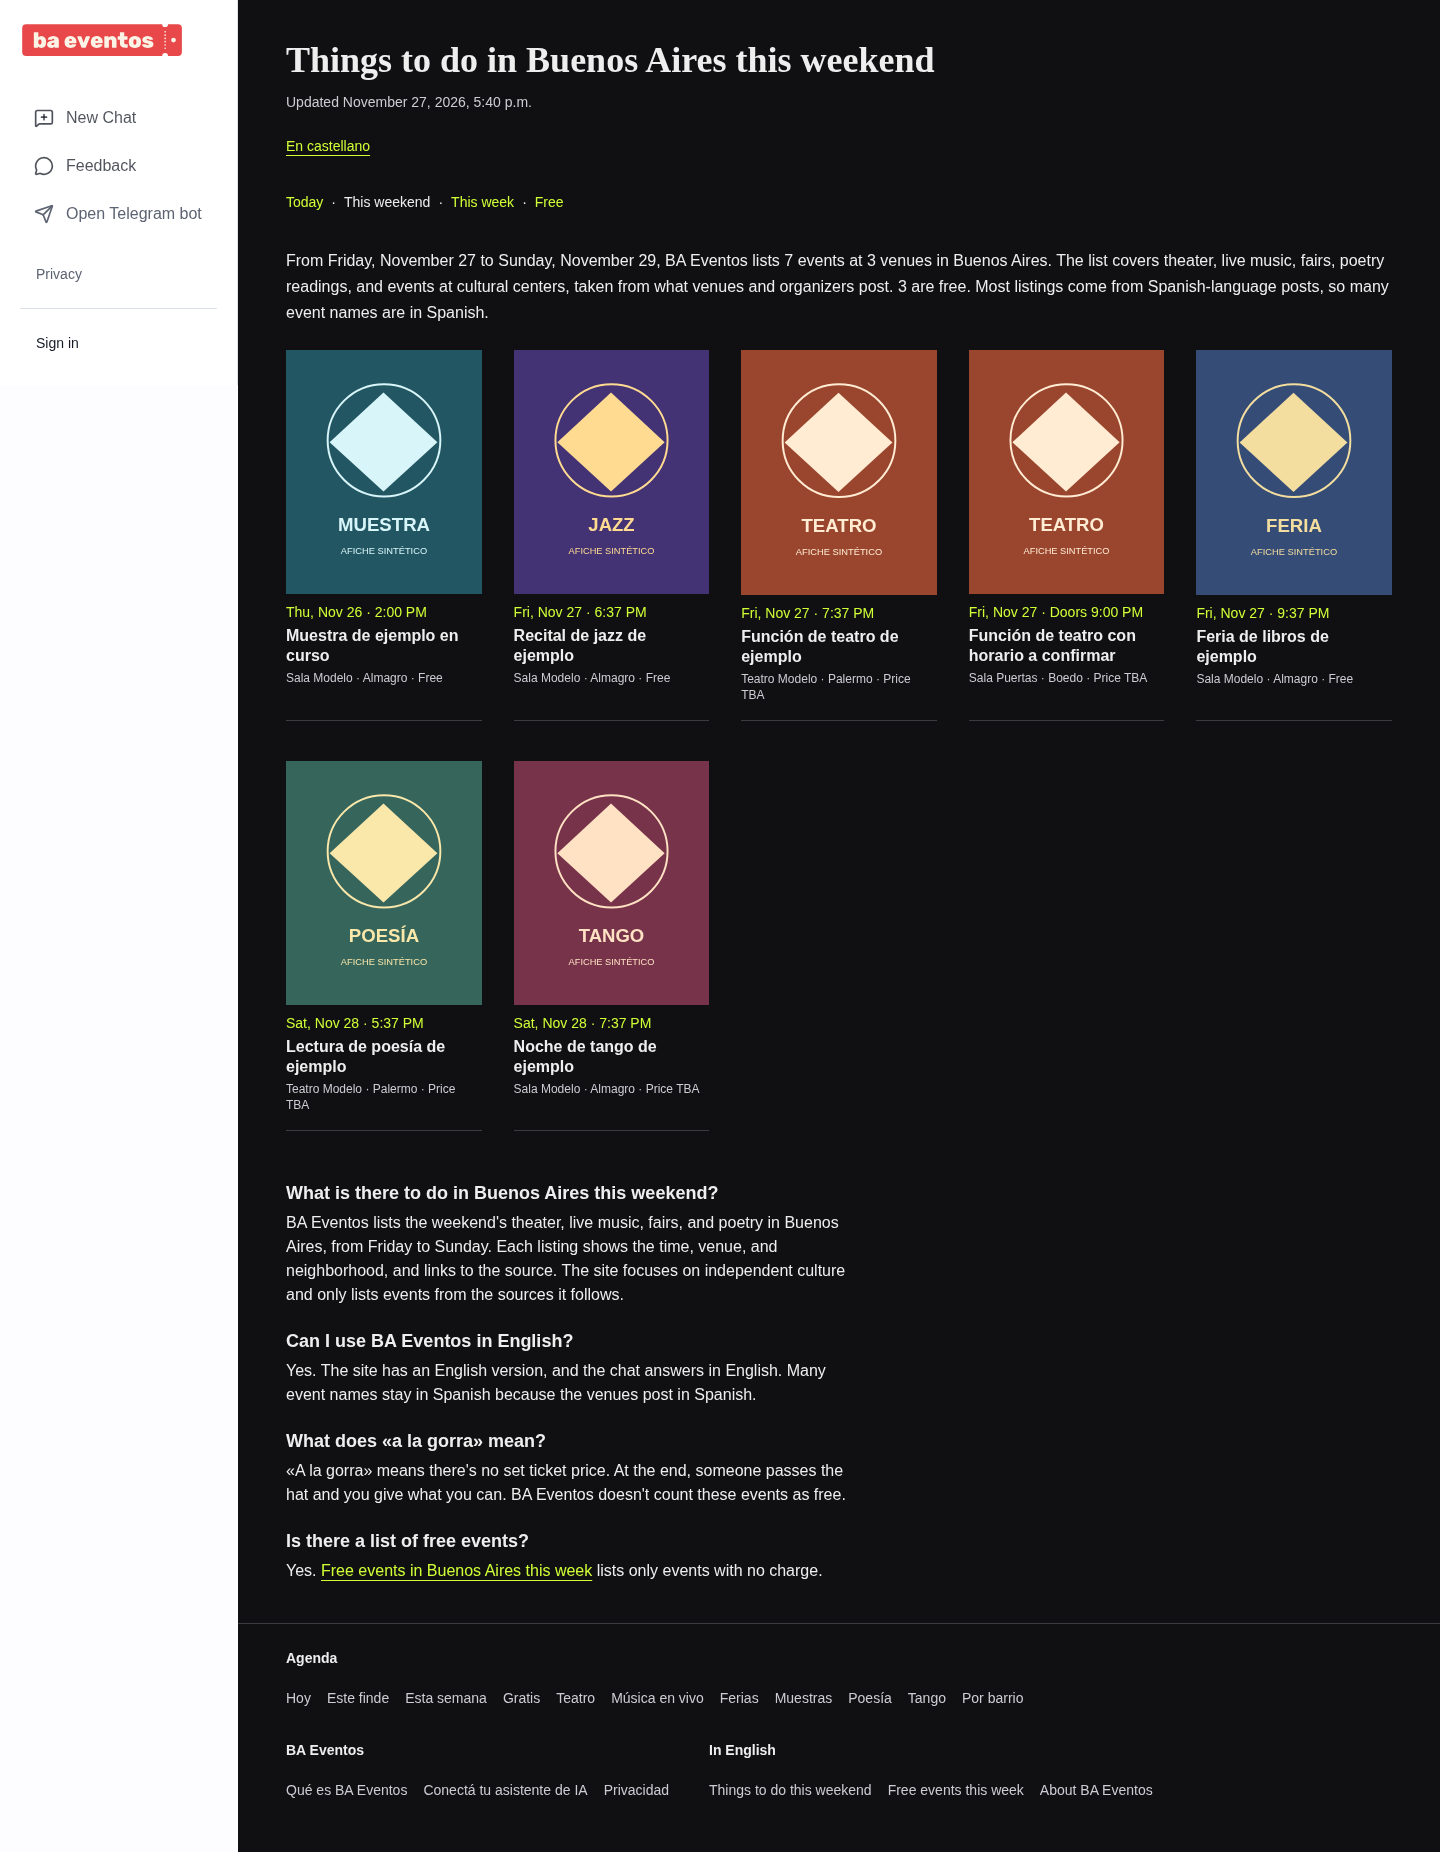 ba eventos
New Chat
Feedback
Open Telegram bot
Privacy
Sign in
Things to do in Buenos Aires this weekend
Updated November 27, 2026, 5:40 p.m.
En castellano
Today · This weekend · This week · Free
From Friday, November 27 to Sunday, November 29, BA Eventos lists 7 events at 3 venues in Buenos Aires. The list covers theater, live music, fairs, poetry
readings, and events at cultural centers, taken from what venues and organizers post. 3 are free. Most listings come from Spanish-language posts, so many
event names are in Spanish.
MUESTRA
AFICHE SINTÉTICO
Thu, Nov 26 · 2:00 PM
Muestra de ejemplo en
curso
Sala Modelo · Almagro · Free
JAZZ
AFICHE SINTÉTICO
Fri, Nov 27 · 6:37 PM
Recital de jazz de
ejemplo
Sala Modelo · Almagro · Free
TEATRO
AFICHE SINTÉTICO
Fri, Nov 27 · 7:37 PM
Función de teatro de
ejemplo
Teatro Modelo · Palermo · Price
TBA
TEATRO
AFICHE SINTÉTICO
Fri, Nov 27 · Doors 9:00 PM
Función de teatro con
horario a confirmar
Sala Puertas · Boedo · Price TBA
FERIA
AFICHE SINTÉTICO
Fri, Nov 27 · 9:37 PM
Feria de libros de
ejemplo
Sala Modelo · Almagro · Free
POESÍA
AFICHE SINTÉTICO
Sat, Nov 28 · 5:37 PM
Lectura de poesía de
ejemplo
Teatro Modelo · Palermo · Price
TBA
TANGO
AFICHE SINTÉTICO
Sat, Nov 28 · 7:37 PM
Noche de tango de
ejemplo
Sala Modelo · Almagro · Price TBA
What is there to do in Buenos Aires this weekend?
BA Eventos lists the weekend's theater, live music, fairs, and poetry in Buenos
Aires, from Friday to Sunday. Each listing shows the time, venue, and
neighborhood, and links to the source. The site focuses on independent culture
and only lists events from the sources it follows.
Can I use BA Eventos in English?
Yes. The site has an English version, and the chat answers in English. Many
event names stay in Spanish because the venues post in Spanish.
What does «a la gorra» mean?
«A la gorra» means there's no set ticket price. At the end, someone passes the
hat and you give what you can. BA Eventos doesn't count these events as free.
Is there a list of free events?
Yes. Free events in Buenos Aires this week lists only events with no charge.
Agenda
Hoy Este finde Esta semana Gratis Teatro Música en vivo Ferias Muestras Poesía Tango Por barrio
BA Eventos
Qué es BA Eventos Conectá tu asistente de IA Privacidad
In English
Things to do this weekend Free events this week About BA Eventos